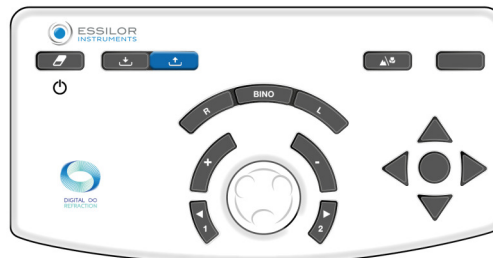 ESSILOR
INSTRUMENTS
R
BINO
L
+
-
1
2
DIGITAL ∞
REFRACTION